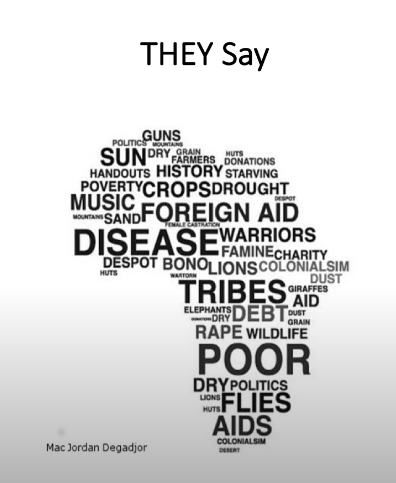 THEY Say
GUNS
POLITICS MOUNTAINS
SUN DRY GRAIN HUTS
FARMERS DONATIONS
HANDOUTS HISTORY STARVING
POVERTY CROPS DROUGHT
MUSIC DESPOT
MOUNTAINS SAND FOREIGN AID
FEMALE CASTRATION
DISEASE WARRIORS
FAMINE CHARITY
DESPOT BONO LIONS COLONIALSIM
HUTS WARTORN DUST
TRIBES GIRAFFES
AID
ELEPHANTS DEBT DUST
DRY GRAIN
RAPE WILDLIFE
POOR
DRY POLITICS
LIONS FLIES
HUTS
AIDS
COLONIALSIM
DESERT
Mac Jordan Degadjor